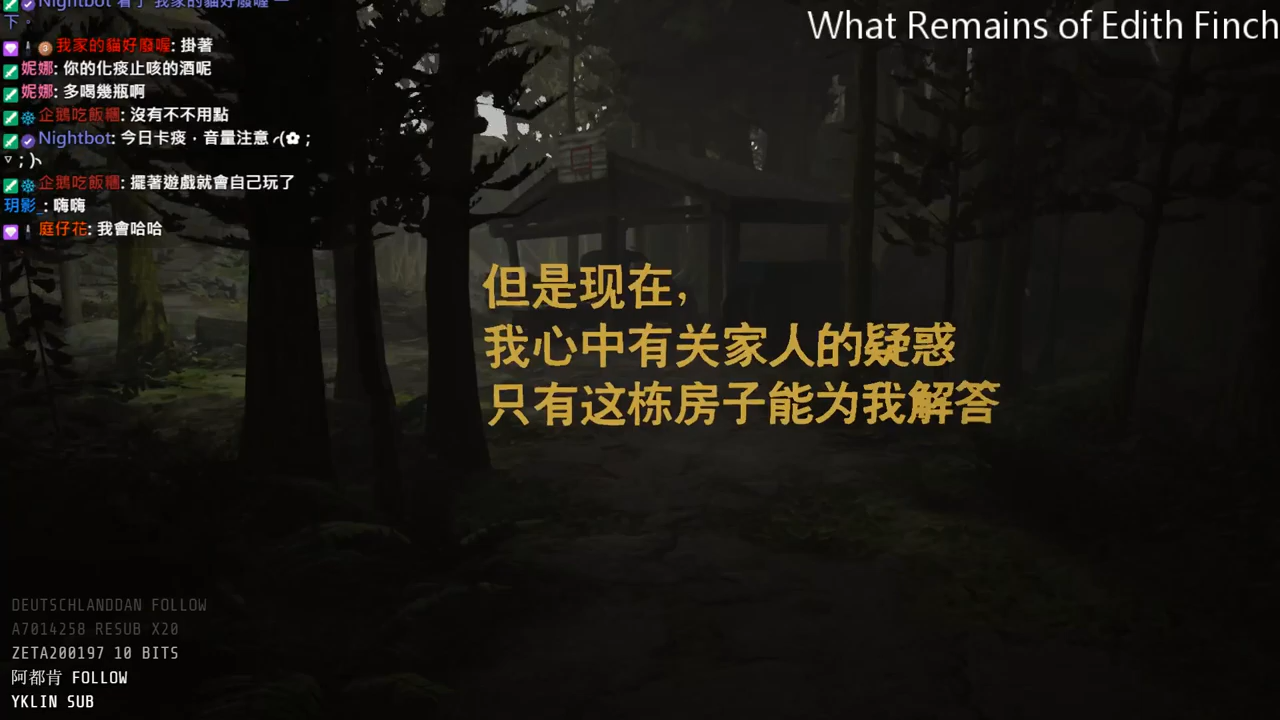 Nightbot 看了 我家的貓好廢喔 一
下。
我家的貓好廢喔: 掛著
妮娜: 你的化痰止咳的酒呢
妮娜: 多喝幾瓶啊
企鵝吃飯糰: 沒有不不用點
Nightbot: 今日卡痰・音量注意 ╭(✿ ;
▽ ; )╮
企鵝吃飯糰: 擺著遊戲就會自己玩了
玥影_: 嗨嗨
庭仔花: 我會哈哈
What Remains of Edith Finch
但是现在,
我心中有关家人的疑惑
只有这栋房子能为我解答
DEUTSCHLANDDAN FOLLOW
A7014258 RESUB X20
ZETA200197 10 BITS
阿都肯 FOLLOW
YKLIN SUB